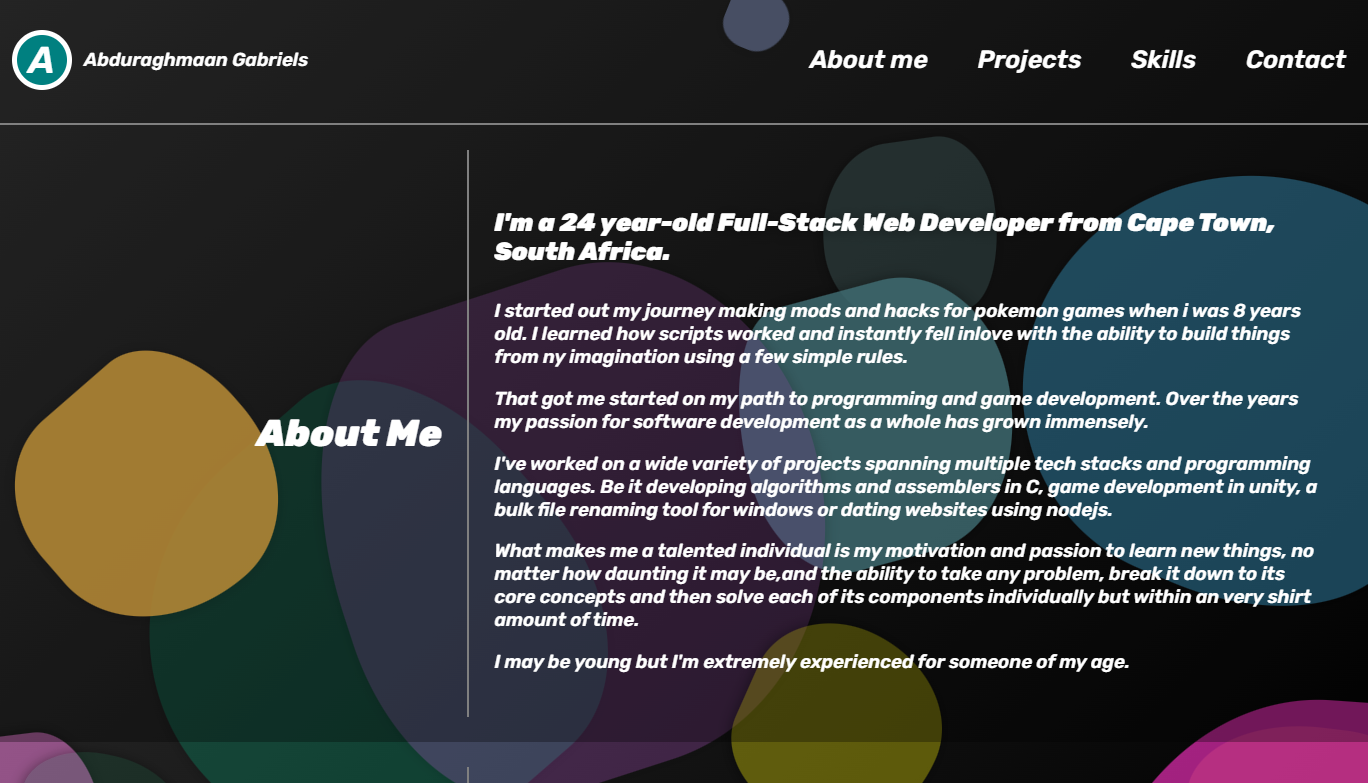 A Abduraghmaan Gabriels
About me Projects Skills Contact
I'm a 24 year-old Full-Stack Web Developer from Cape Town,
South Africa.
I started out my journey making mods and hacks for pokemon games when i was 8 years
old. I learned how scripts worked and instantly fell inlove with the ability to build things
from ny imagination using a few simple rules.
That got me started on my path to programming and game development. Over the years
my passion for software development as a whole has grown immensely.
About Me
I've worked on a wide variety of projects spanning multiple tech stacks and programming
languages. Be it developing algorithms and assemblers in C, game development in unity, a
bulk file renaming tool for windows or dating websites using nodejs.
What makes me a talented individual is my motivation and passion to learn new things, no
matter how daunting it may be,and the ability to take any problem, break it down to its
core concepts and then solve each of its components individually but within an very shirt
amount of time.
I may be young but I'm extremely experienced for someone of my age.